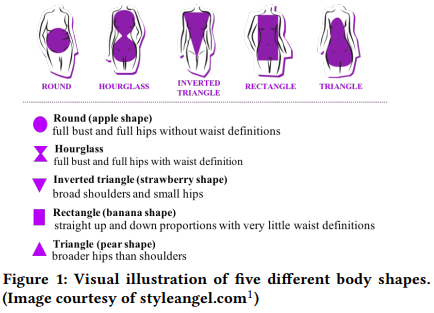 ROUND HOURGLASS INVERTED TRIANGLE RECTANGLE TRIANGLE
Round (apple shape)
full bust and full hips without waist definitions
Hourglass
full bust and full hips with waist definition
Inverted triangle (strawberry shape)
broad shoulders and small hips
Rectangle (banana shape)
straight up and down proportions with very little waist definitions
Triangle (pear shape)
broader hips than shoulders
Figure 1: Visual illustration of five different body shapes.
(Image courtesy of styleangel.com1)